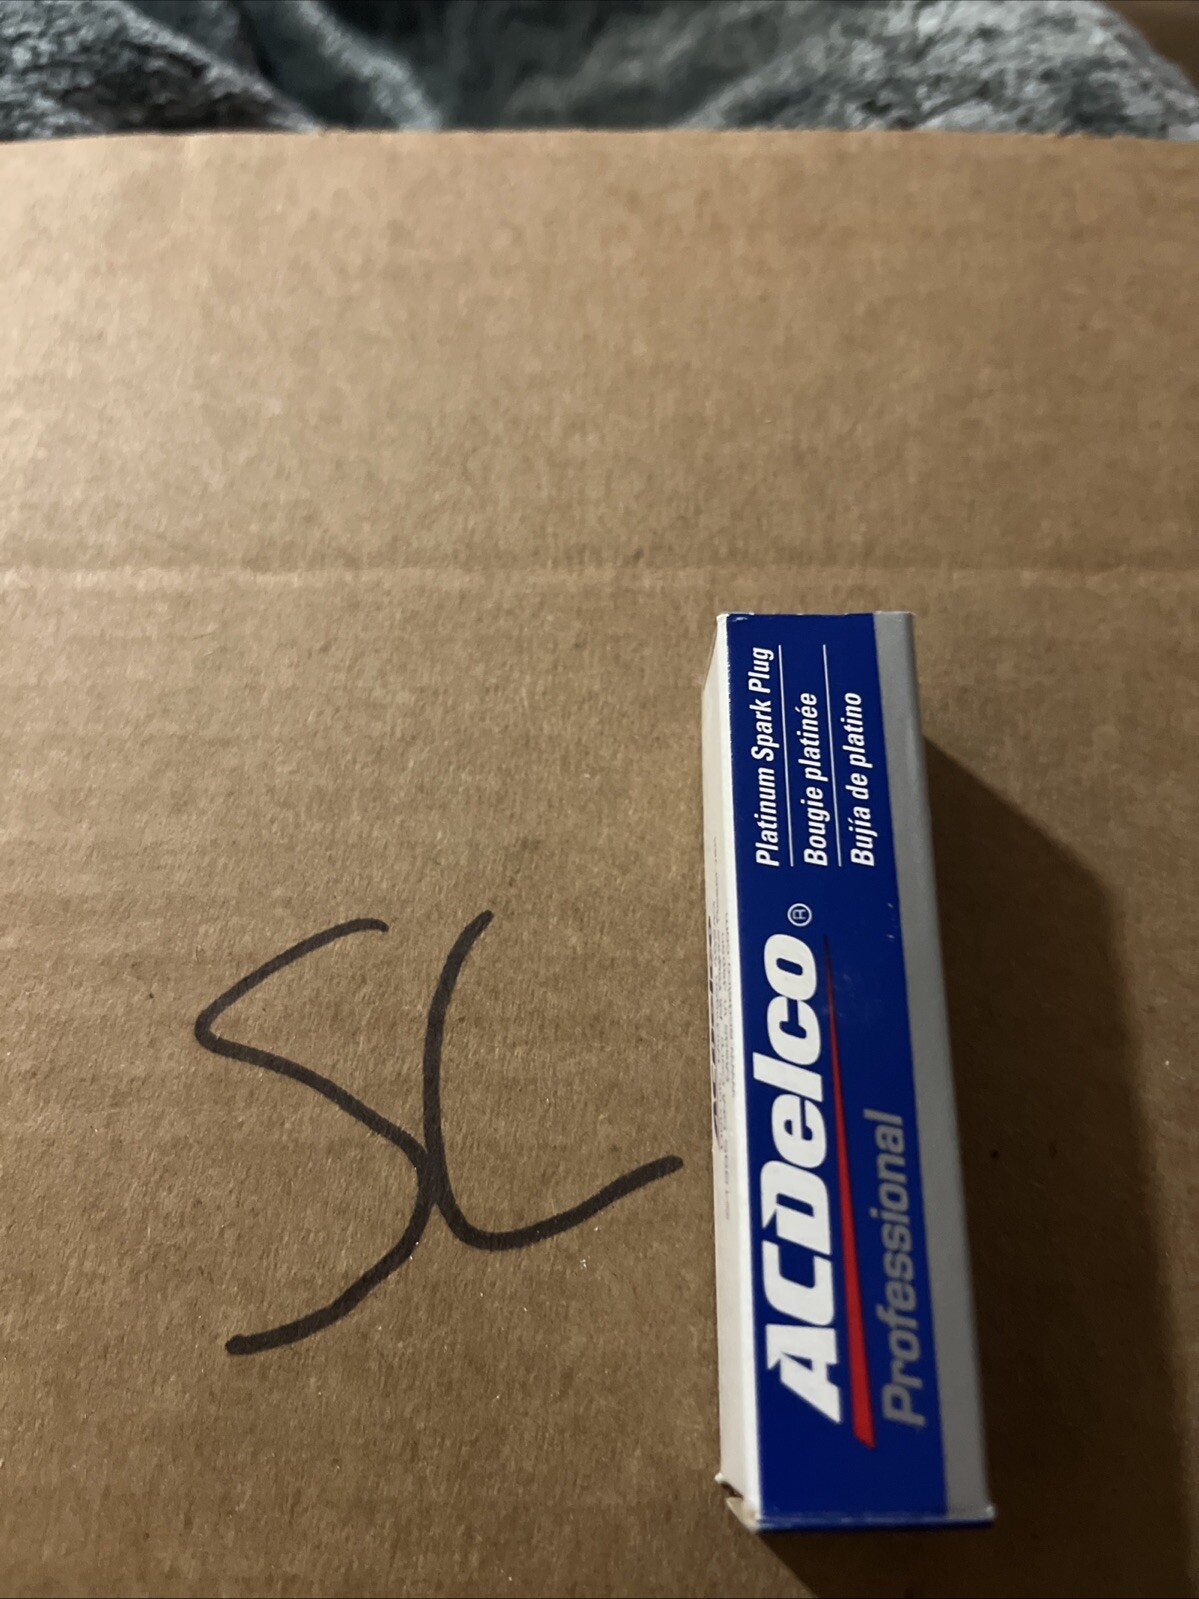 SL
ACDelco®
Professional
Platinum Spark Plug
Bougie platinée
Bujía de platino